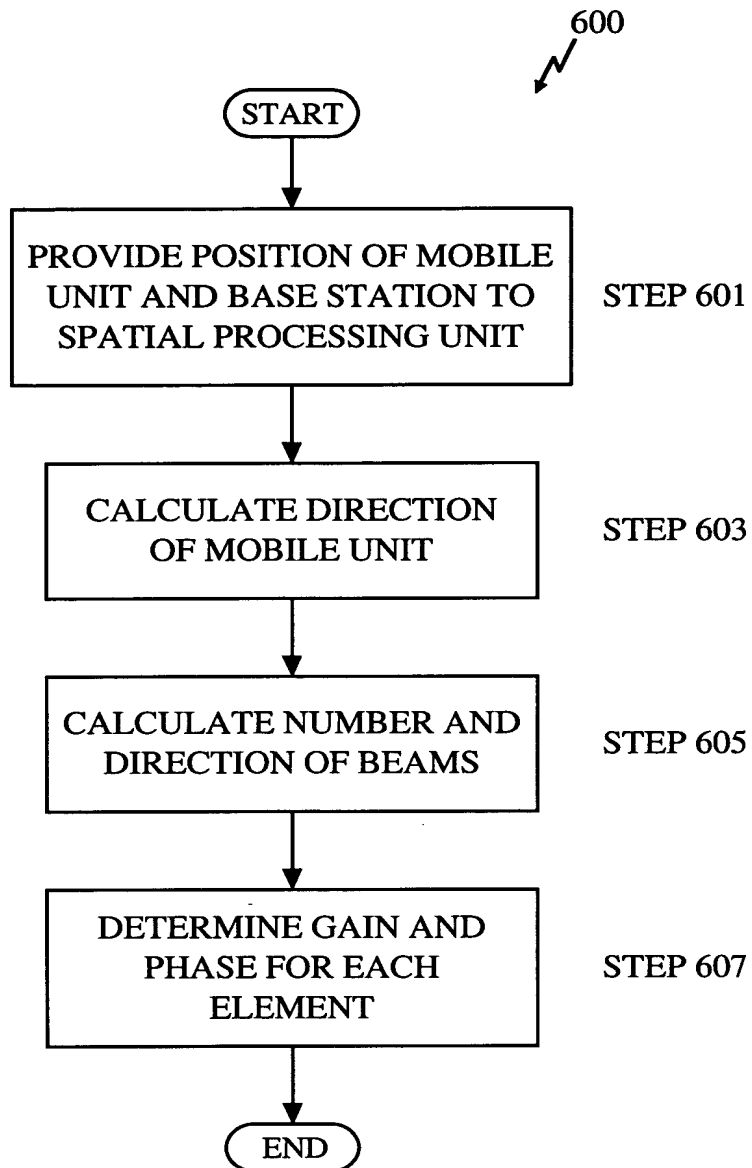 600
START
PROVIDE POSITION OF MOBILE
UNIT AND BASE STATION TO
SPATIAL PROCESSING UNIT
STEP 601
CALCULATE DIRECTION
OF MOBILE UNIT
STEP 603
CALCULATE NUMBER AND
DIRECTION OF BEAMS
STEP 605
DETERMINE GAIN AND
PHASE FOR EACH
ELEMENT
STEP 607
END